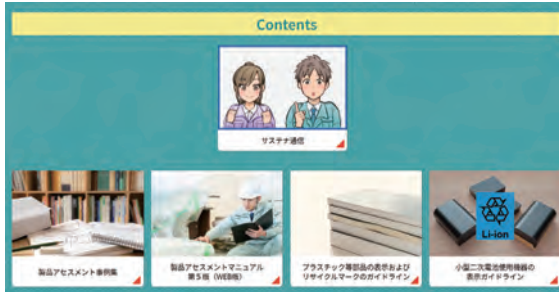 Contents
サステナ通信
製品アセスメント事例集
製品アセスメントマニュアル
第5版（WEB版）
プラスチック等部品の表示および
リサイクルマークのガイドライン
Li-ion
小型二次電池使用機器の
表示ガイドライン